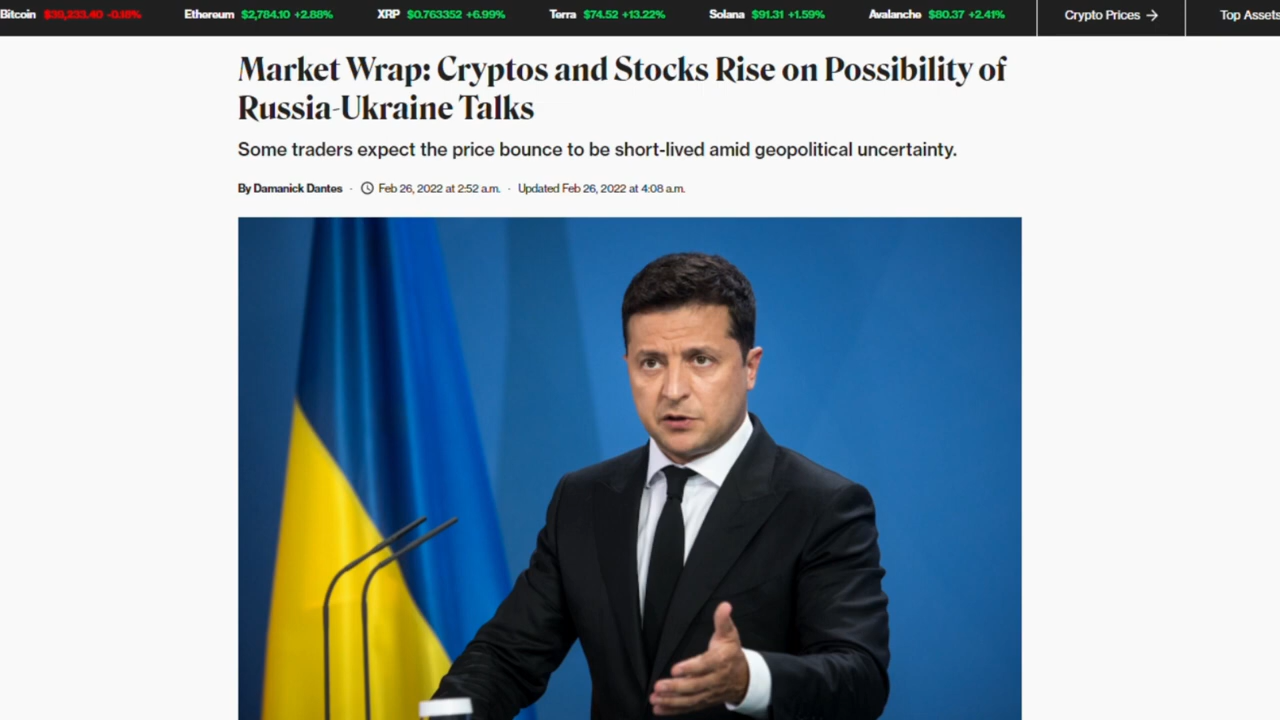 Bitcoin $39,233.40 -0.18% Ethereum $2,784.10 +2.88% XRP $0.763352 +6.99% Terra $74.52 +13.22% Solana $91.31 +1.59% Avalanche $80.37 +2.41% Crypto Prices → Top Assets
Market Wrap: Cryptos and Stocks Rise on Possibility of
Russia-Ukraine Talks
Some traders expect the price bounce to be short-lived amid geopolitical uncertainty.
By Damanick Dantes · Feb 26, 2022 at 2:52 a.m. · Updated Feb 26, 2022 at 4:08 a.m.